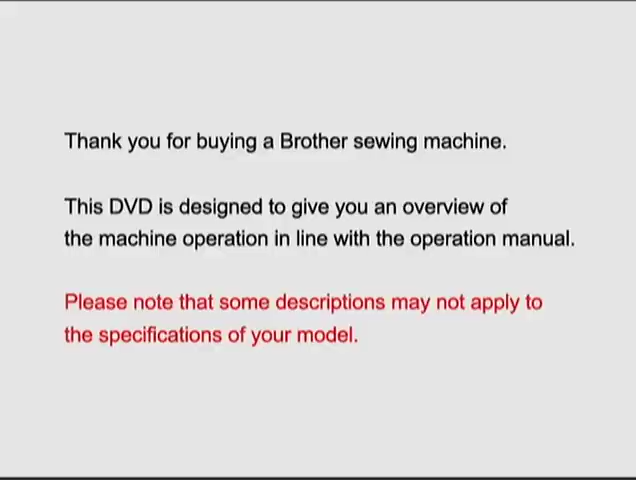 Thank you for buying a Brother sewing machine.
This DVD is designed to give you an overview of
the machine operation in line with the operation manual.
Please note that some descriptions may not apply to
the specifications of your model.